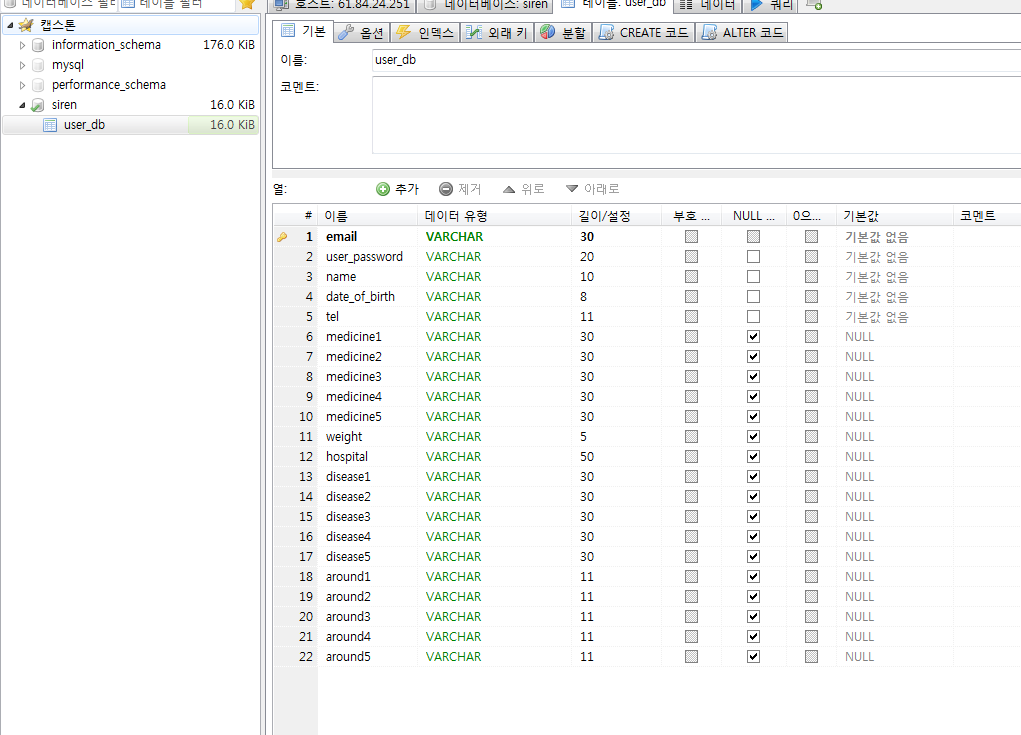 데이터베이스 필터 테이블 필터
호스트: 61.84.24.251 데이터베이스: siren 테이블: user_db 데이터 쿼리
캡스톤
information_schema 176.0 KiB
mysql
performance_schema
siren 16.0 KiB
user_db 16.0 KiB
기본 옵션 인덱스 외래 키 분할 CREATE 코드 ALTER 코드
이름: user_db
코멘트:
열: 추가 제거 위로 아래로
# 이름 데이터 유형 길이/설정 부호 ... NULL ... 0으... 기본값 코멘트
1 email VARCHAR 30 기본값 없음
2 user_password VARCHAR 20 기본값 없음
3 name VARCHAR 10 기본값 없음
4 date_of_birth VARCHAR 8 기본값 없음
5 tel VARCHAR 11 기본값 없음
6 medicine1 VARCHAR 30 NULL
7 medicine2 VARCHAR 30 NULL
8 medicine3 VARCHAR 30 NULL
9 medicine4 VARCHAR 30 NULL
10 medicine5 VARCHAR 30 NULL
11 weight VARCHAR 5 NULL
12 hospital VARCHAR 50 NULL
13 disease1 VARCHAR 30 NULL
14 disease2 VARCHAR 30 NULL
15 disease3 VARCHAR 30 NULL
16 disease4 VARCHAR 30 NULL
17 disease5 VARCHAR 30 NULL
18 around1 VARCHAR 11 NULL
19 around2 VARCHAR 11 NULL
20 around3 VARCHAR 11 NULL
21 around4 VARCHAR 11 NULL
22 around5 VARCHAR 11 NULL